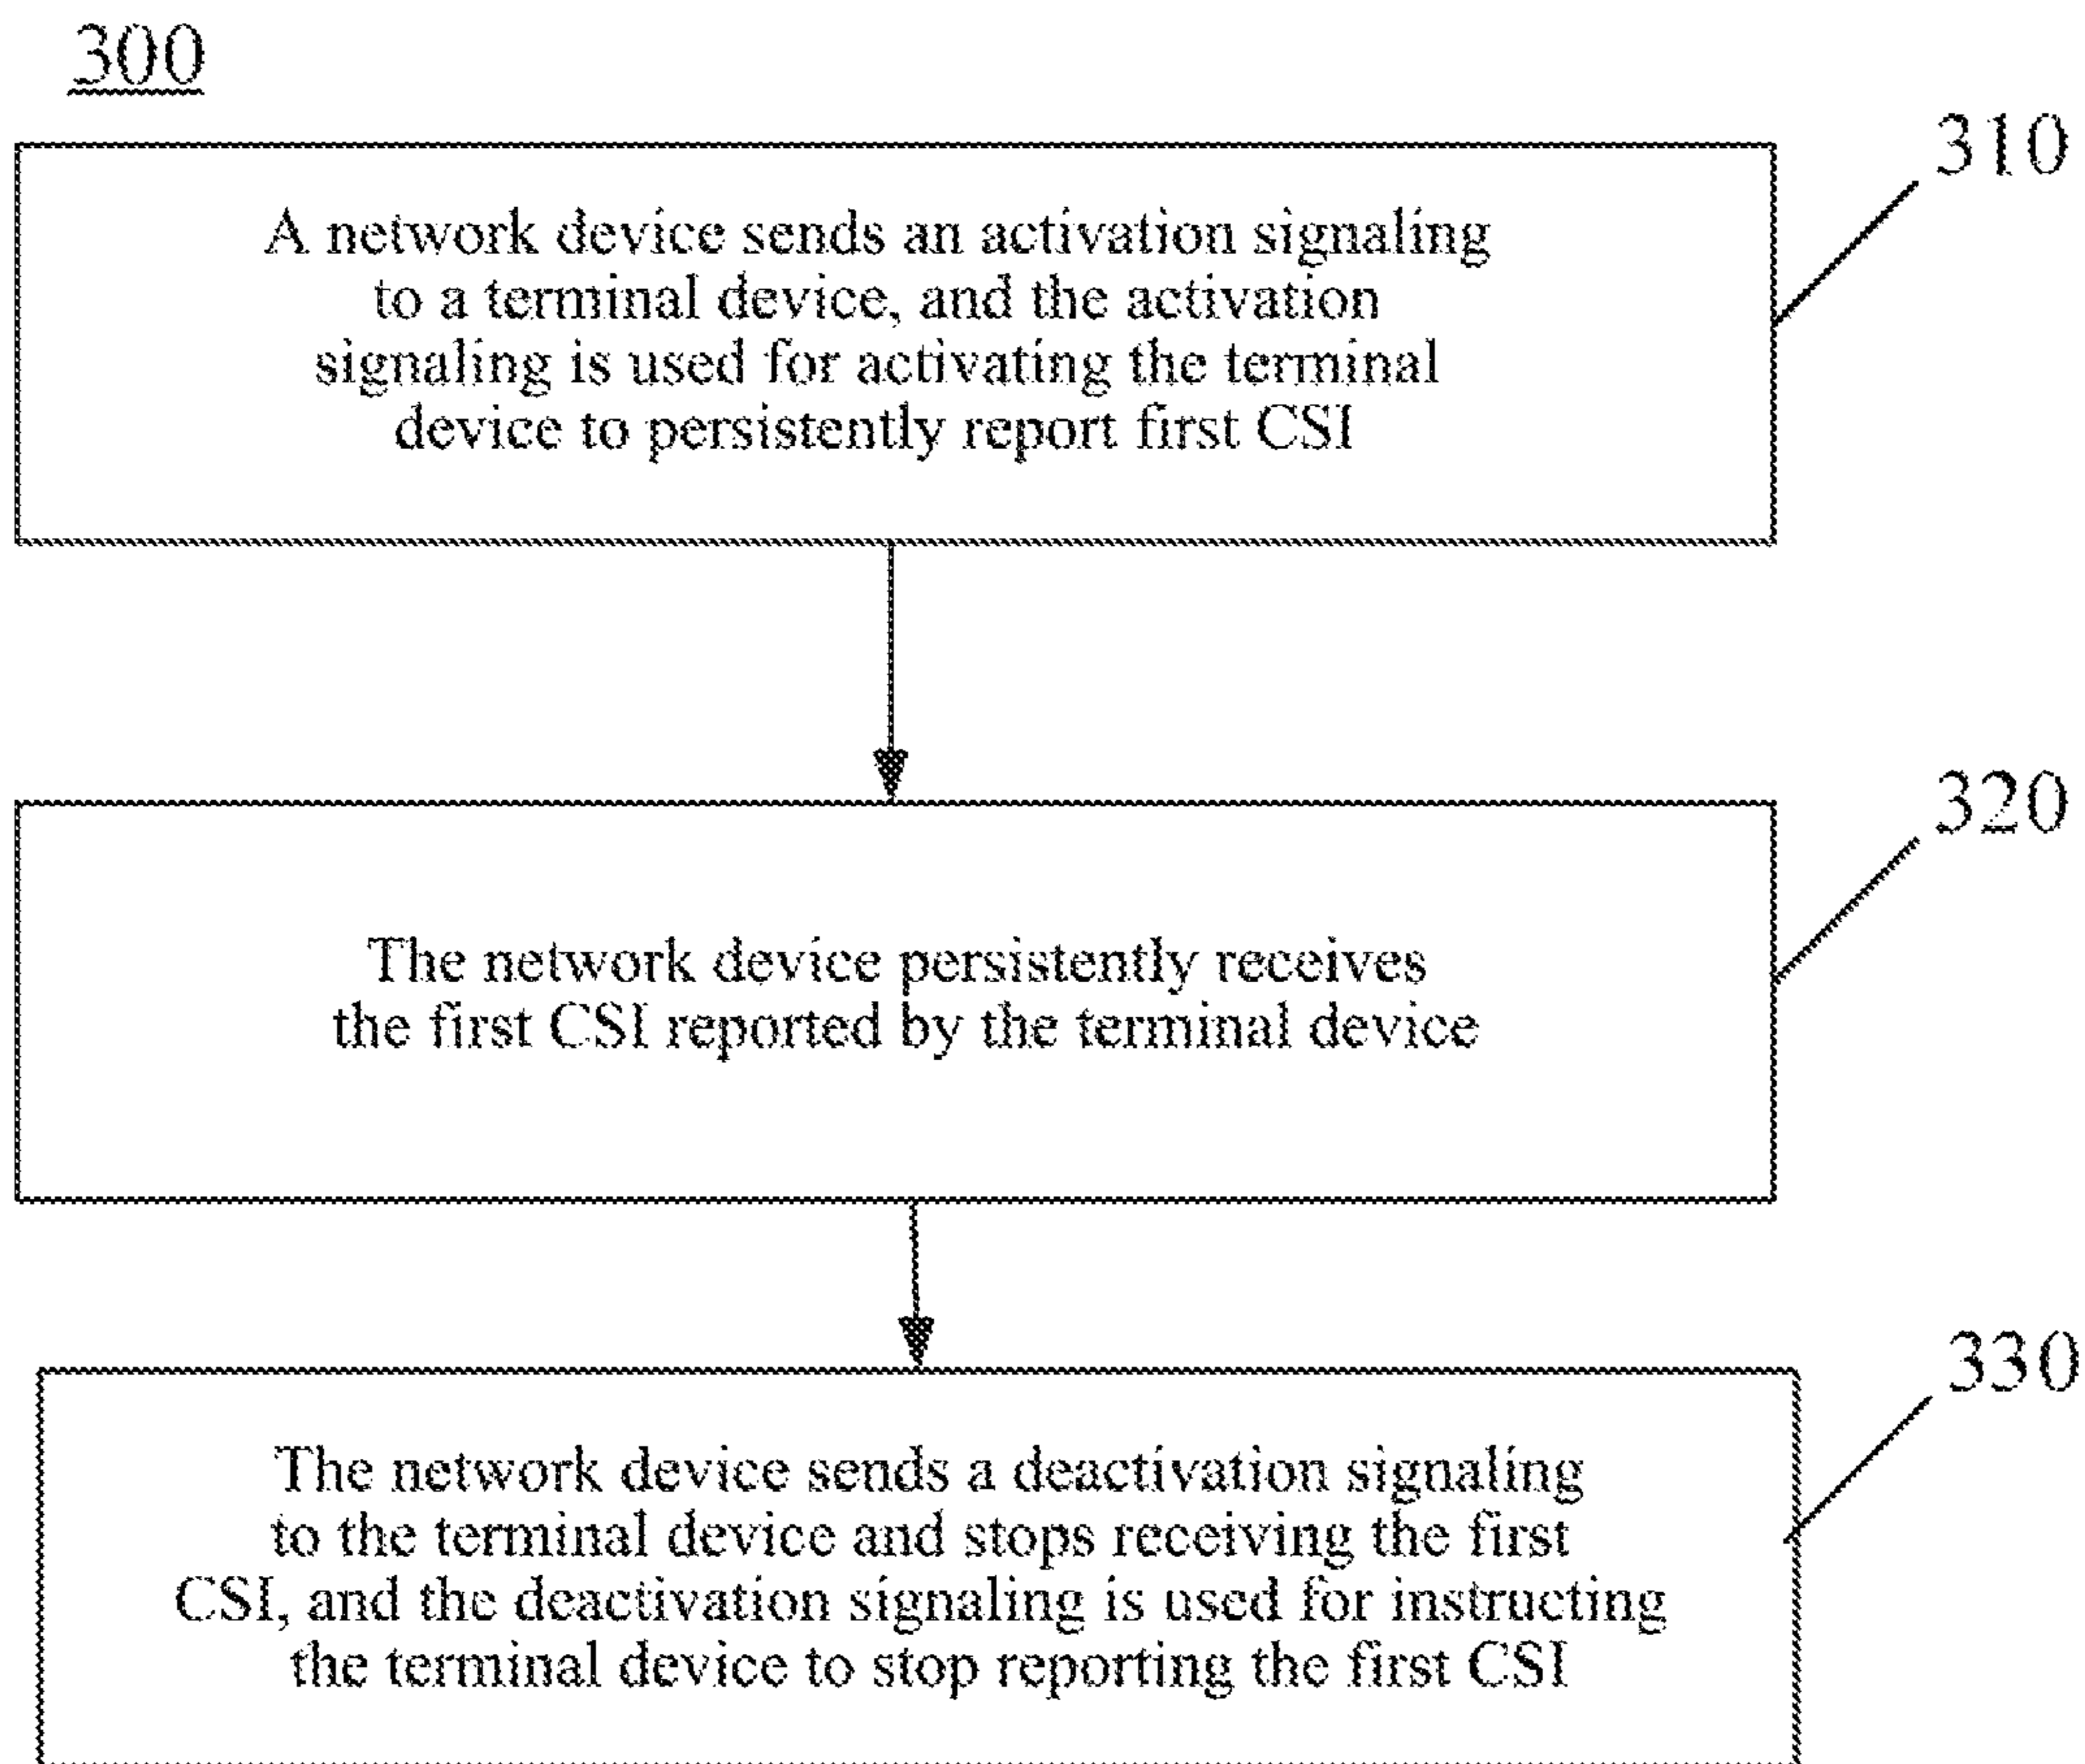 300
310
A network device sends an activation signaling
to a terminal device, and the activation
signaling is used for activating the terminal
device to persistently report first CSI
320
The network device persistently receives
the first CSI reported by the terminal device
330
The network device sends a deactivation signaling
to the terminal device and stops receiving the first
CSI, and the deactivation signaling is used for instructing
the terminal device to stop reporting the first CSI